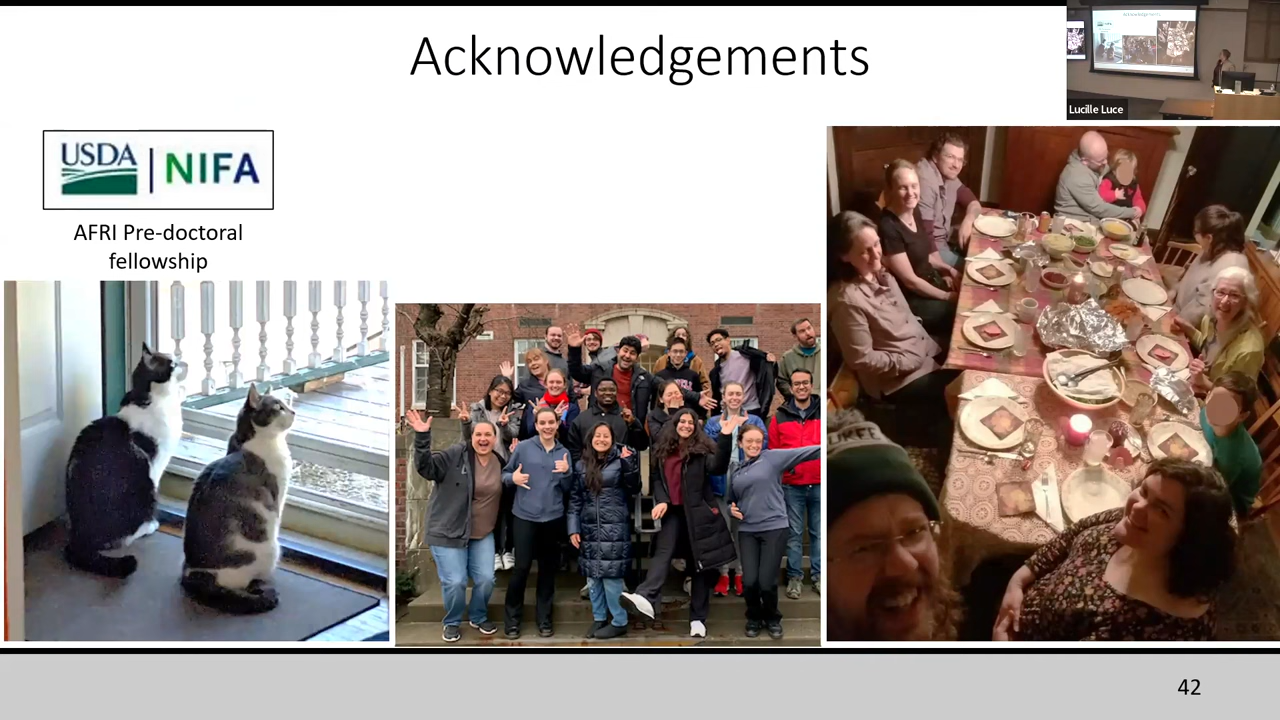 Acknowledgements
USDA | NIFA
AFRI Pre-doctoral
fellowship
Lucille Luce
42